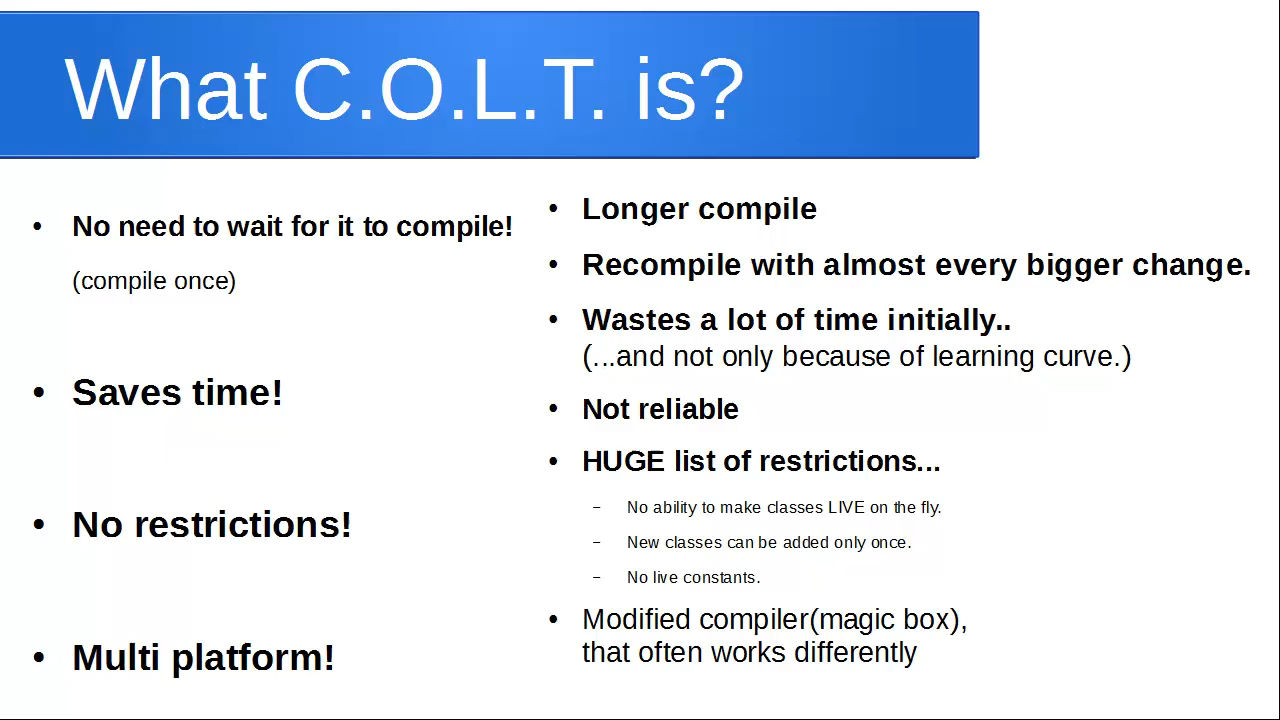 What C.O.L.T. is?
• No need to wait for it to compile!
(compile once)
• Saves time!
• No restrictions!
• Multi platform!
• Longer compile
• Recompile with almost every bigger change.
• Wastes a lot of time initially..
(...and not only because of learning curve.)
• Not reliable
• HUGE list of restrictions...
– No ability to make classes LIVE on the fly.
– New classes can be added only once.
– No live constants.
• Modified compiler(magic box),
that often works differently